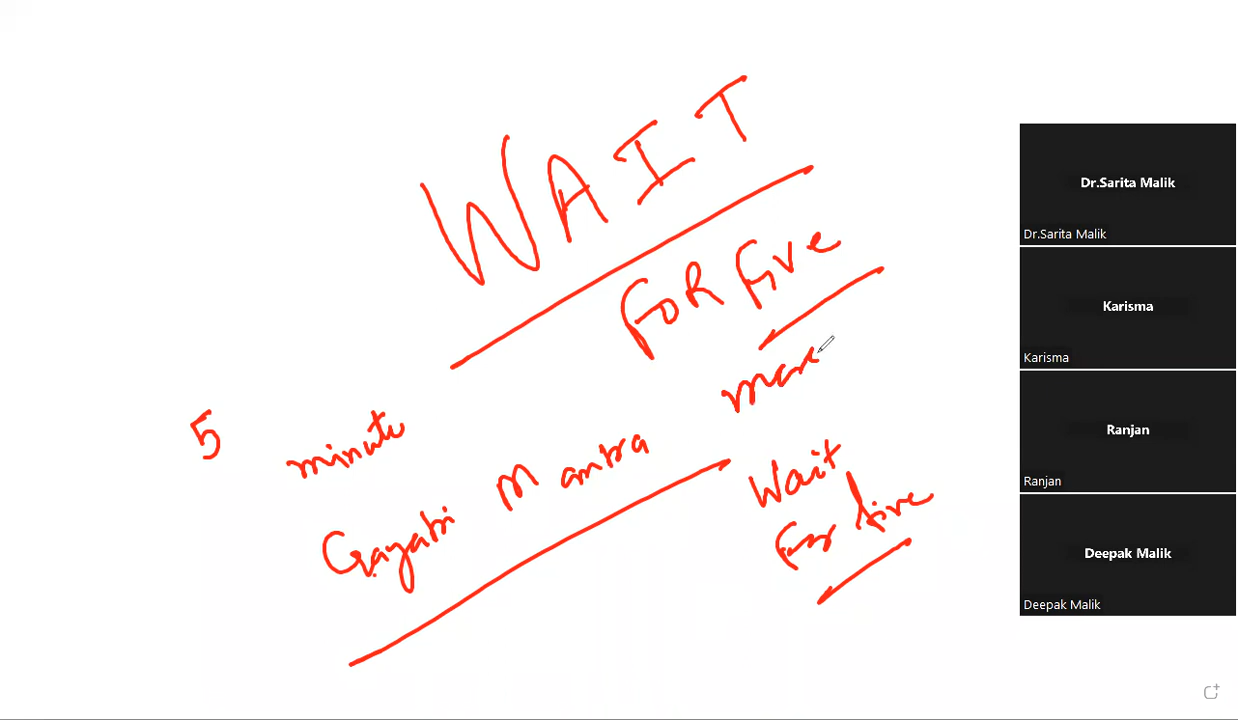 WAIT
FOR five
5 minute
Gayatri Mantra
Wait
For five
Dr.Sarita Malik
Dr.Sarita Malik
Karisma
Karisma
Ranjan
Ranjan
Deepak Malik
Deepak Malik